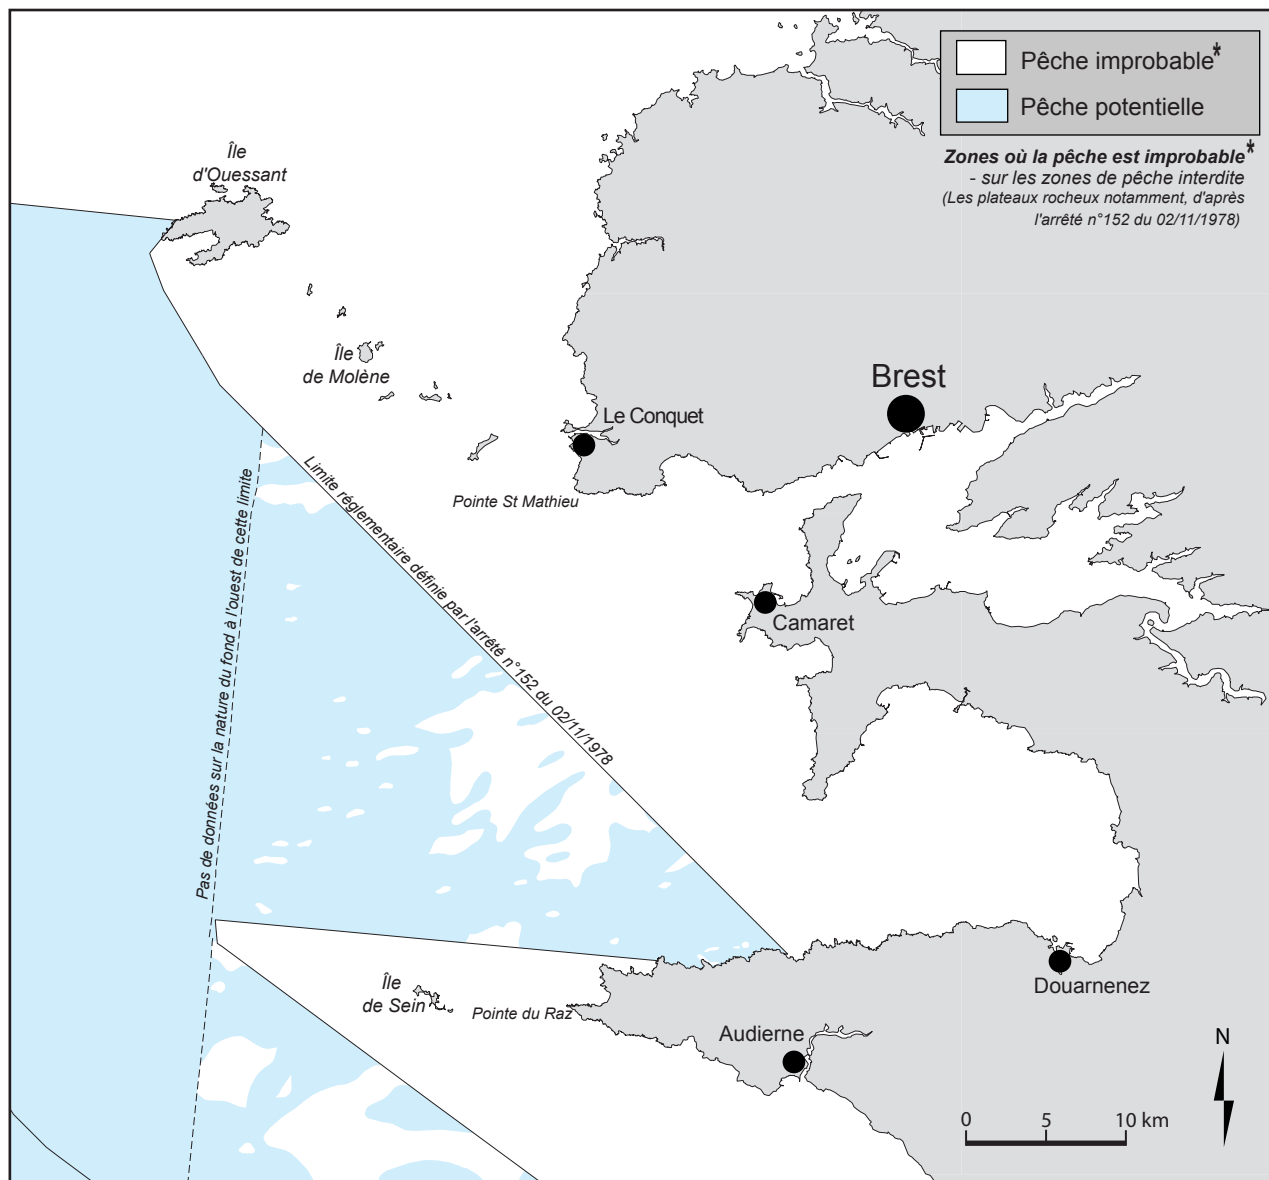 Pêche improbable*
Pêche potentielle
Zones où la pêche est improbable*
- sur les zones de pêche interdite
(Les plateaux rocheux notamment, d'après
l'arrêté n°152 du 02/11/1978)
Île
d'Ouessant
Île
de Molène
Brest
Le Conquet
Pointe St Mathieu
Limite réglementaire définie par l'arrêté n°152 du 02/11/1978
Pas de données sur la nature du fond à l'ouest de cette limite
Camaret
Île
de Sein
Pointe du Raz
Douarnenez
Audierne
N
0 5 10 km